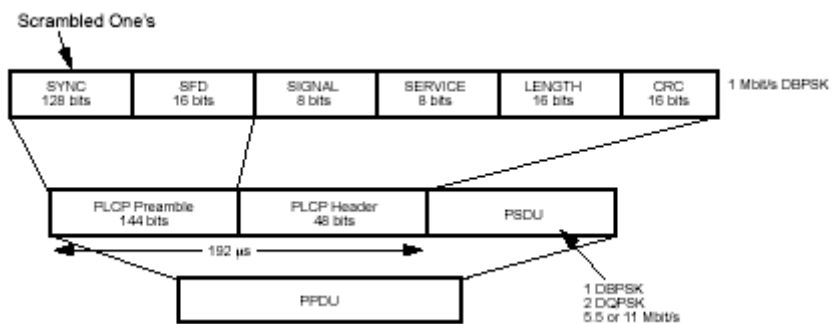 Scrambled One's
SYNC
128 bits
SFD
16 bits
SIGNAL
8 bits
SERVICE
8 bits
LENGTH
16 bits
CRC
16 bits
1 Mbit/s DBPSK
PLCP Preamble
144 bits
PLCP Header
48 bits
PSDU
192 µs
1 DBPSK
2 DQPSK
5.5 or 11 Mbit/s
PPDU